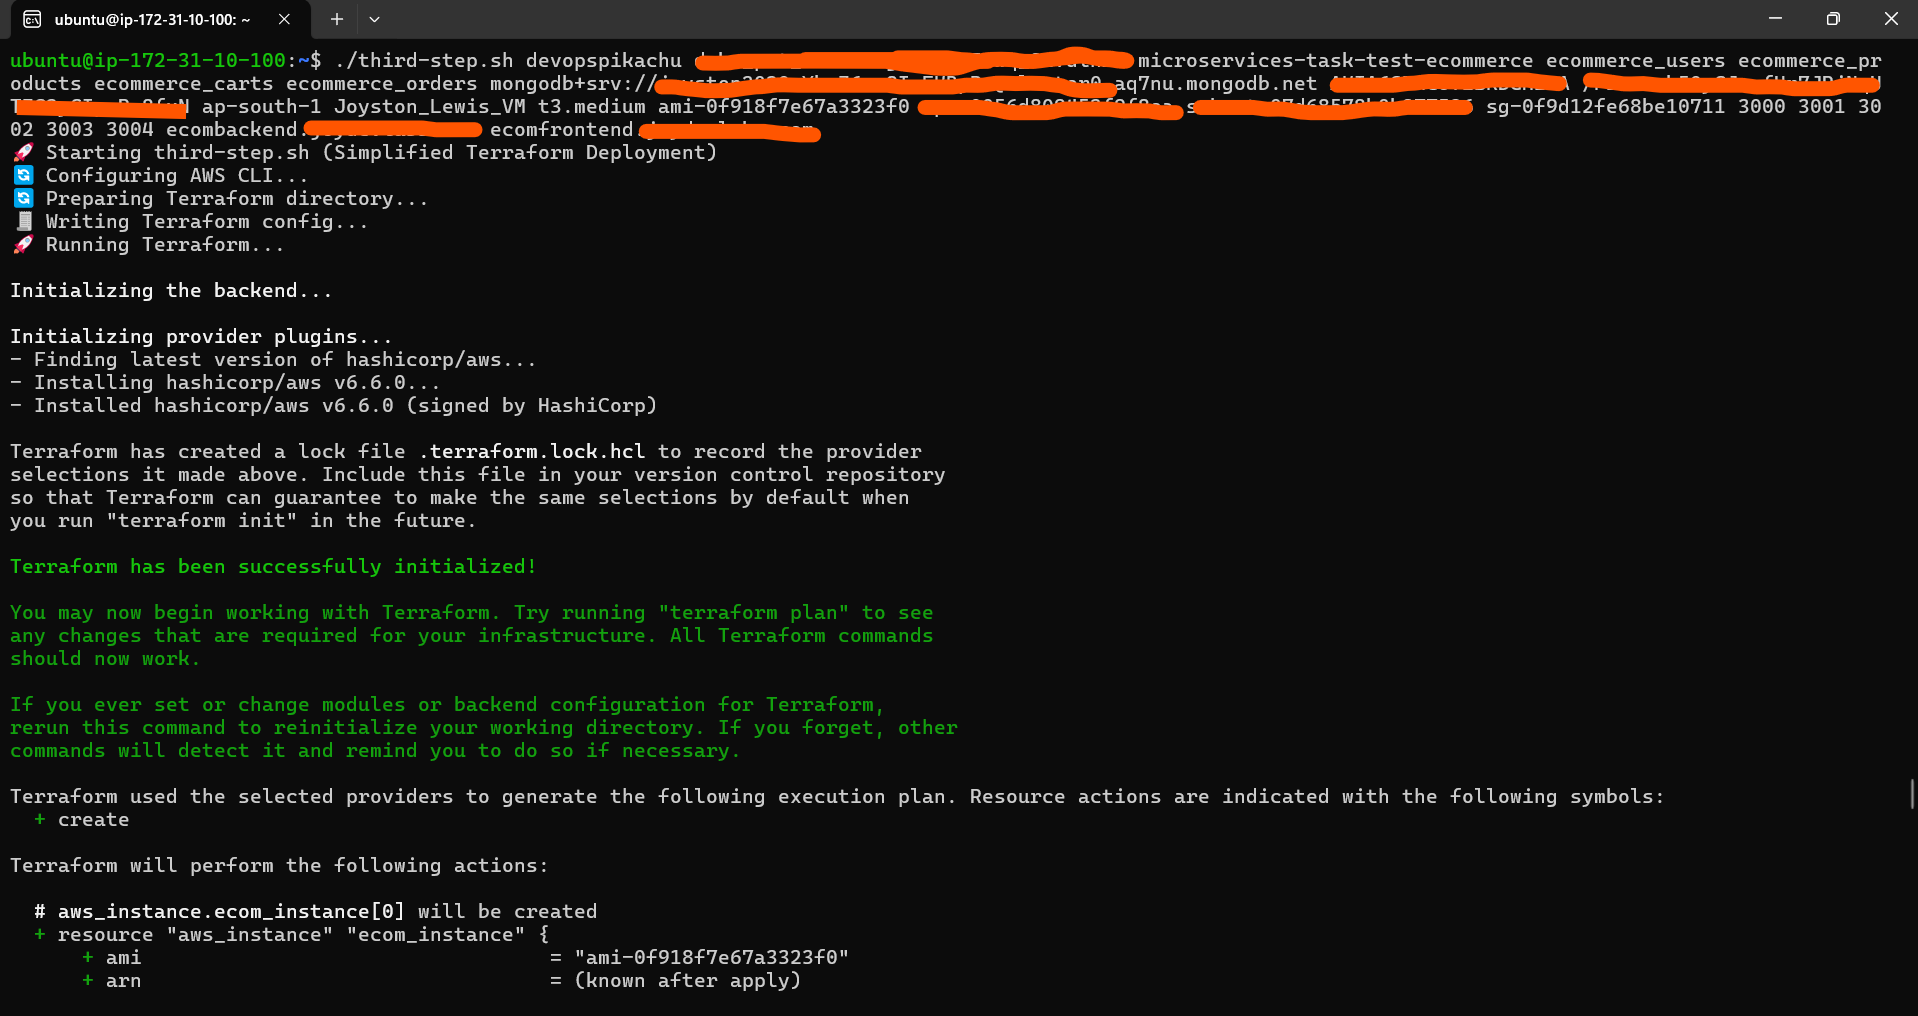 ubuntu@ip-172-31-10-100: ~
ubuntu@ip-172-31-10-100:~$ ./third-step.sh devopspikachu microservices-task-test-ecommerce ecommerce_users ecommerce_pr
oducts ecommerce_carts ecommerce_orders mongodb+srv:// aq7nu.mongodb.net
ap-south-1 Joyston_Lewis_VM t3.medium ami-0f918f7e67a3323f0 sg-0f9d12fe68be10711 3000 3001 30
02 3003 3004 ecombackend. ecomfrontend.
🚀 Starting third-step.sh (Simplified Terraform Deployment)
🔄 Configuring AWS CLI...
🔄 Preparing Terraform directory...
🧾 Writing Terraform config...
🚀 Running Terraform...
Initializing the backend...
Initializing provider plugins...
- Finding latest version of hashicorp/aws...
- Installing hashicorp/aws v6.6.0...
- Installed hashicorp/aws v6.6.0 (signed by HashiCorp)
Terraform has created a lock file .terraform.lock.hcl to record the provider
selections it made above. Include this file in your version control repository
so that Terraform can guarantee to make the same selections by default when
you run "terraform init" in the future.
Terraform has been successfully initialized!
You may now begin working with Terraform. Try running "terraform plan" to see
any changes that are required for your infrastructure. All Terraform commands
should now work.
If you ever set or change modules or backend configuration for Terraform,
rerun this command to reinitialize your working directory. If you forget, other
commands will detect it and remind you to do so if necessary.
Terraform used the selected providers to generate the following execution plan. Resource actions are indicated with the following symbols:
+ create
Terraform will perform the following actions:
# aws_instance.ecom_instance[0] will be created
+ resource "aws_instance" "ecom_instance" {
+ ami = "ami-0f918f7e67a3323f0"
+ arn = (known after apply)